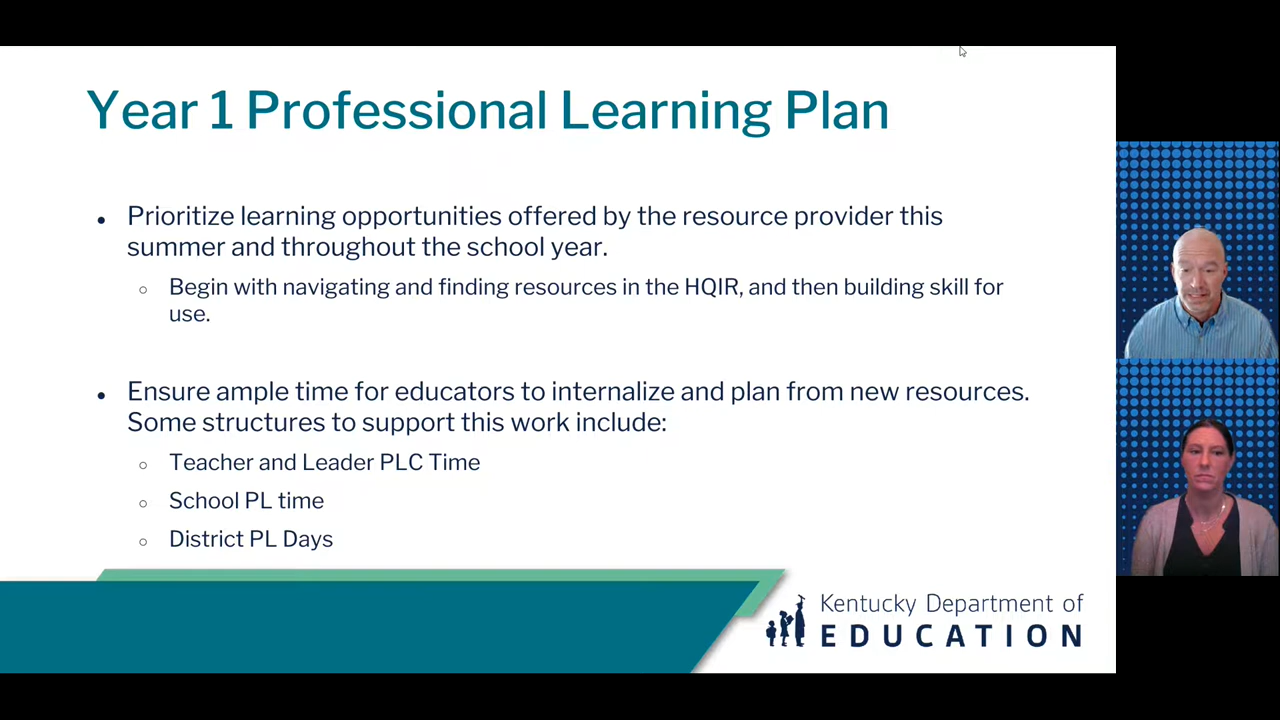 Year 1 Professional Learning Plan
• Prioritize learning opportunities offered by the resource provider this
summer and throughout the school year.
○ Begin with navigating and finding resources in the HQIR, and then building skill for
use.
• Ensure ample time for educators to internalize and plan from new resources.
Some structures to support this work include:
○ Teacher and Leader PLC Time
○ School PL time
○ District PL Days
Kentucky Department of
EDUCATION